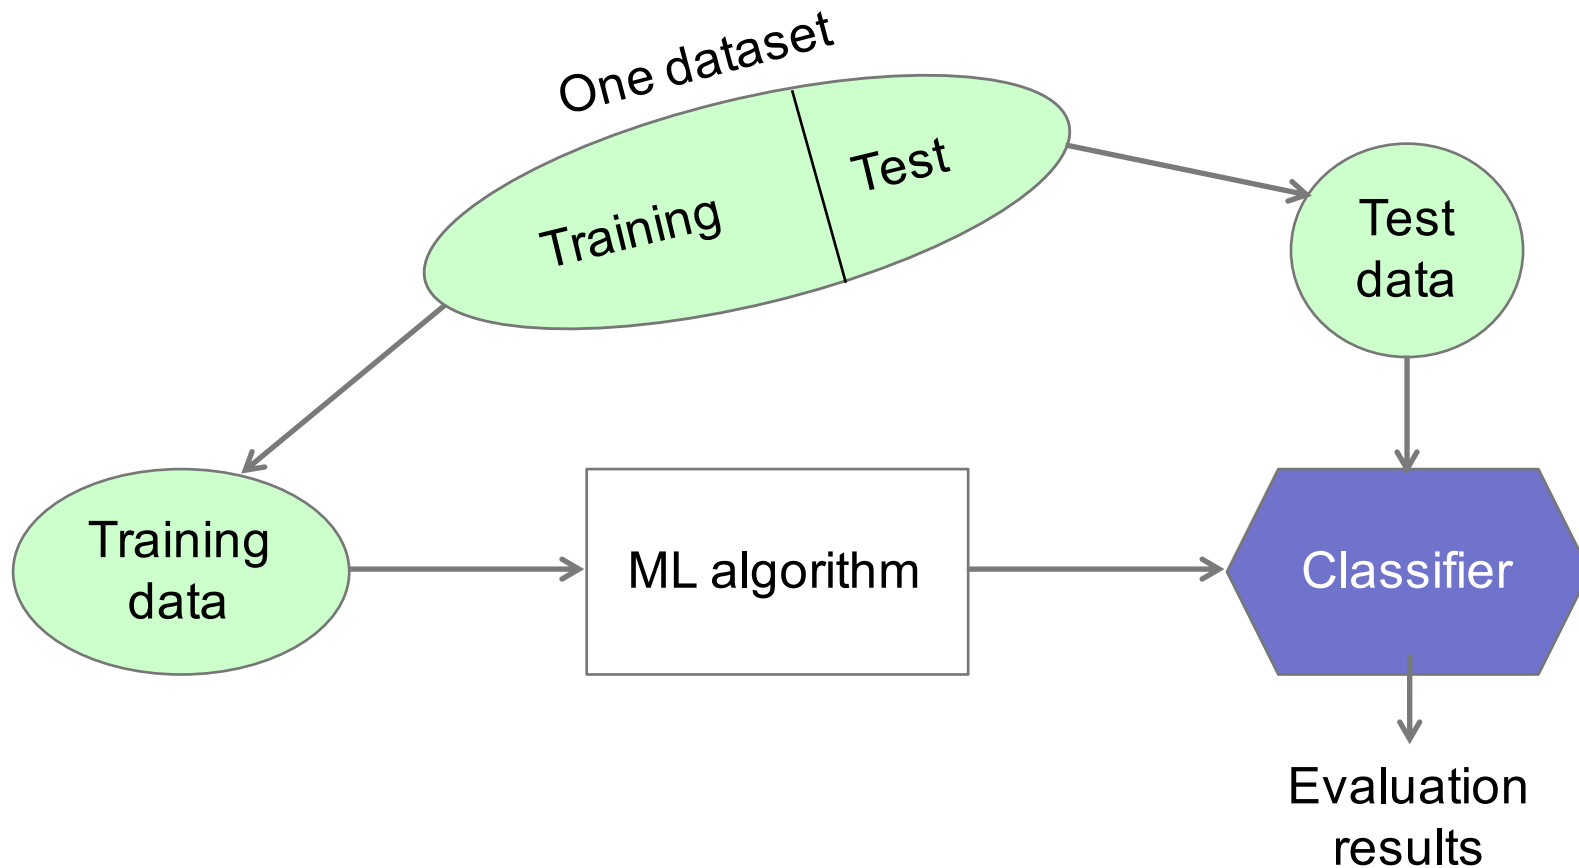 One dataset
Training
Test
Test
data
Training
data
ML algorithm
Classifier
Evaluation
results